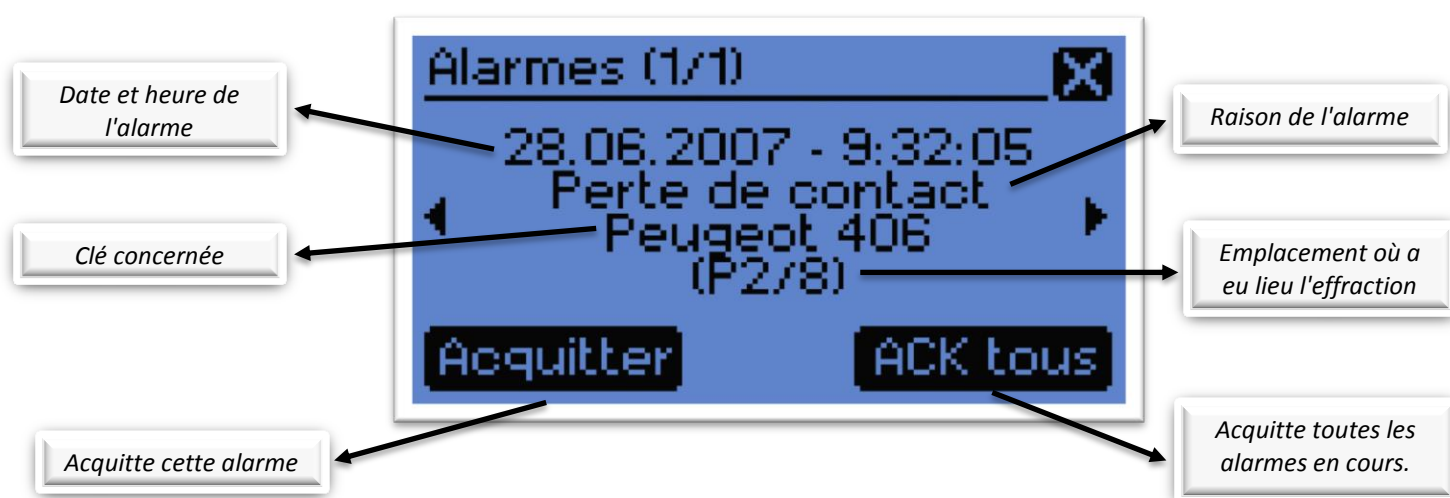 Alarmes (1/1)
X
Date et heure de
l'alarme
28.06.2007 - 9:32:05
Raison de l'alarme
Perte de contact
Clé concernée
Peugeot 406
(P2/8)
Emplacement où a
eu lieu l'effraction
Acquitter
ACK tous
Acquitte cette alarme
Acquitte toutes les
alarmes en cours.